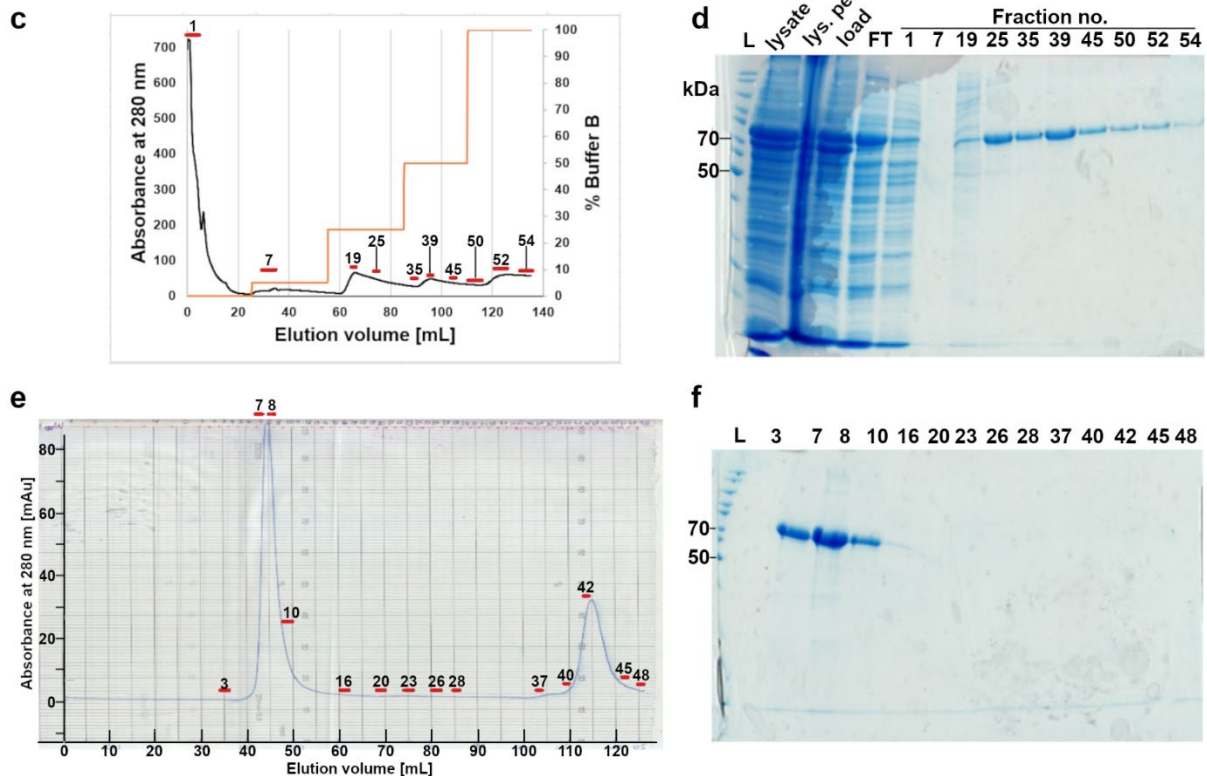 c
Absorbance at 280 nm
700
600
500
400
300
200
100
0
1
7
19
25
35
39
45
50
52
54
100
90
80
70
60
50
40
30
20
10
0
% Buffer B
0 20 40 60 80 100 120 140
Elution volume [mL]
d
L lysate lys. pe load FT
Fraction no.
1 7 19 25 35 39 45 50 52 54
kDa
70
50
e
Absorbance at 280 nm [mAu]
80
60
40
20
0
7 8
3
10
16 20 23 26 28
37
40
42
45
48
0 10 20 30 40 50 60 70 80 90 100 110 120
Elution volume [mL]
f
L 3 7 8 10 16 20 23 26 28 37 40 42 45 48
70
50